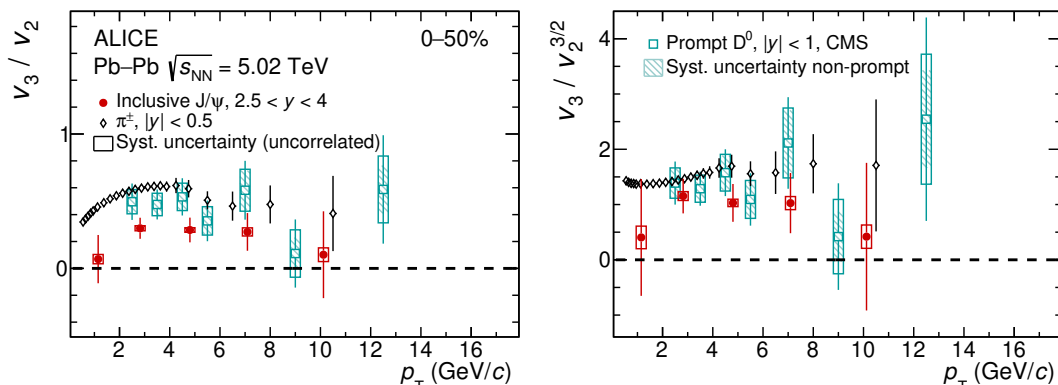 v₃ / v₂
ALICE
0–50%
Pb–Pb √sNN = 5.02 TeV
Inclusive J/ψ, 2.5 < y < 4
π±, |y| < 0.5
Syst. uncertainty (uncorrelated)
1
0
2 4 6 8 10 12 14 16
pT (GeV/c)
v₃ / v₂^3/2
Prompt D⁰, |y| < 1, CMS
Syst. uncertainty non-prompt
4
2
0
2 4 6 8 10 12 14 16
pT (GeV/c)